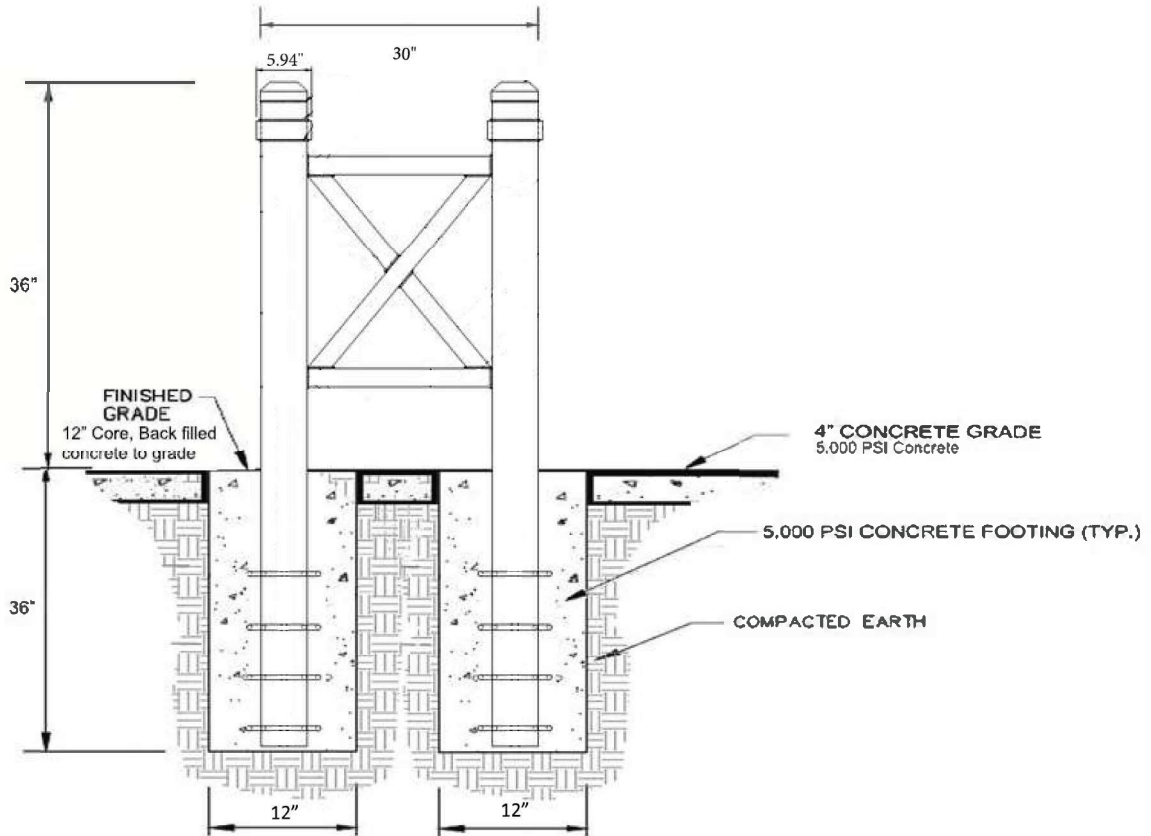 30"
5.94"
36"
FINISHED
GRADE
12" Core, Back filled
concrete to grade
4" CONCRETE GRADE
5,000 PSI Concrete
5,000 PSI CONCRETE FOOTING (TYP.)
36"
COMPACTED EARTH
12"
12"